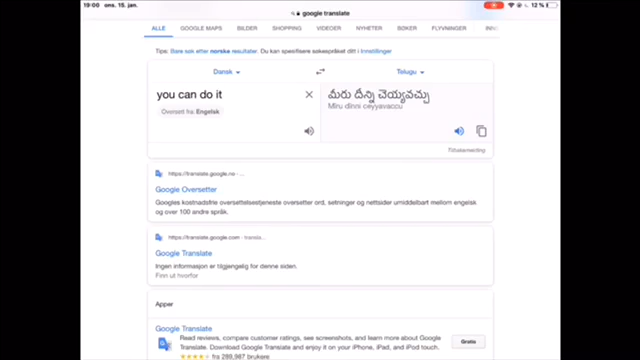 19:00 ons. 15. jan.
12 %
google translate
ALLE GOOGLE MAPS BILDER SHOPPING VIDEOER NYHETER BØKER FLYVNINGER
Tips: Bare søk etter norske resultater. Du kan spesifisere søkespråket ditt i Innstillinger
Dansk Telugu
you can do it
Oversett fra Engelsk
మీరు దీన్ని చెయ్యవచ్చు
Mīru dīnni ceyyavaccu
Tilbakemelding
https://translate.google.no › ...
Google Oversetter
Googles kostnadsfrie oversettelsestjeneste oversetter ord, setninger og nettsider umiddelbart mellom engelsk
og over 100 andre språk.
https://translate.google.com › transla...
Google Translate
Ingen informasjon er tilgjengelig for denne siden.
Finn ut hvorfor
Apper
Google Translate
Read reviews, compare customer ratings, see screenshots, and learn more about Google
Translate. Download Google Translate and enjoy it on your iPhone, iPad, and iPod touch.
Gratis
fra 289,987 brukere